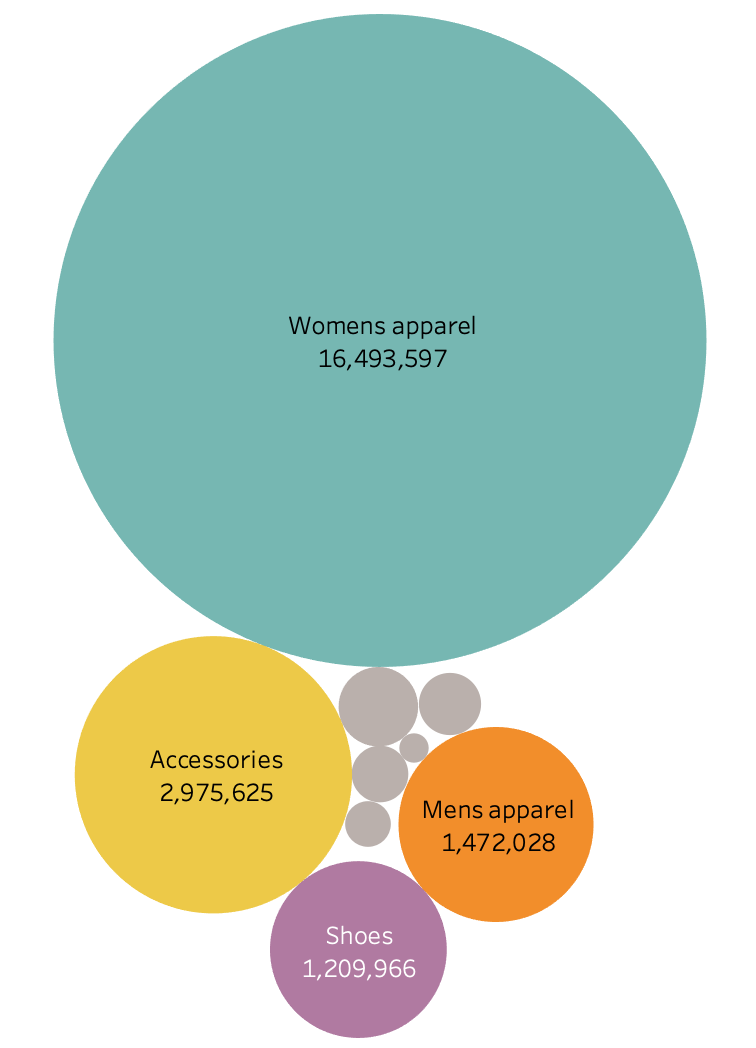 Womens apparel
16,493,597
Accessories
2,975,625
Mens apparel
1,472,028
Shoes
1,209,966